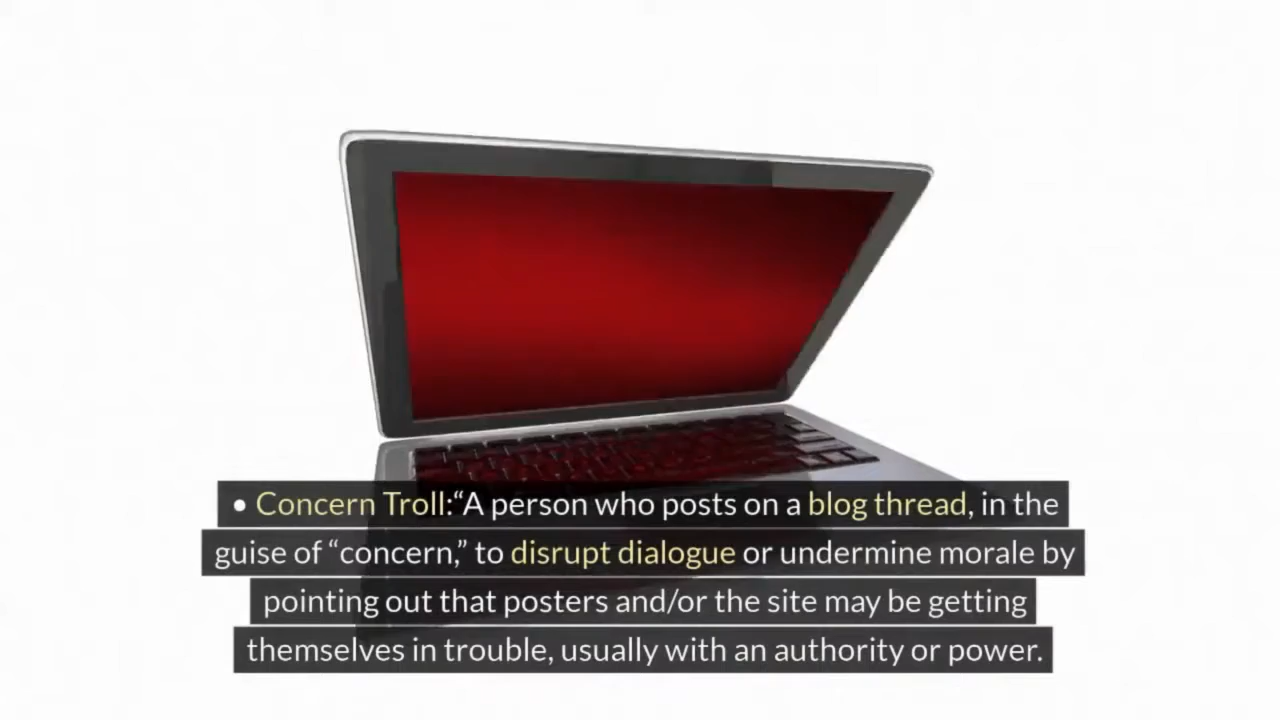 • Concern Troll:“A person who posts on a blog thread, in the
guise of “concern,” to disrupt dialogue or undermine morale by
pointing out that posters and/or the site may be getting
themselves in trouble, usually with an authority or power.